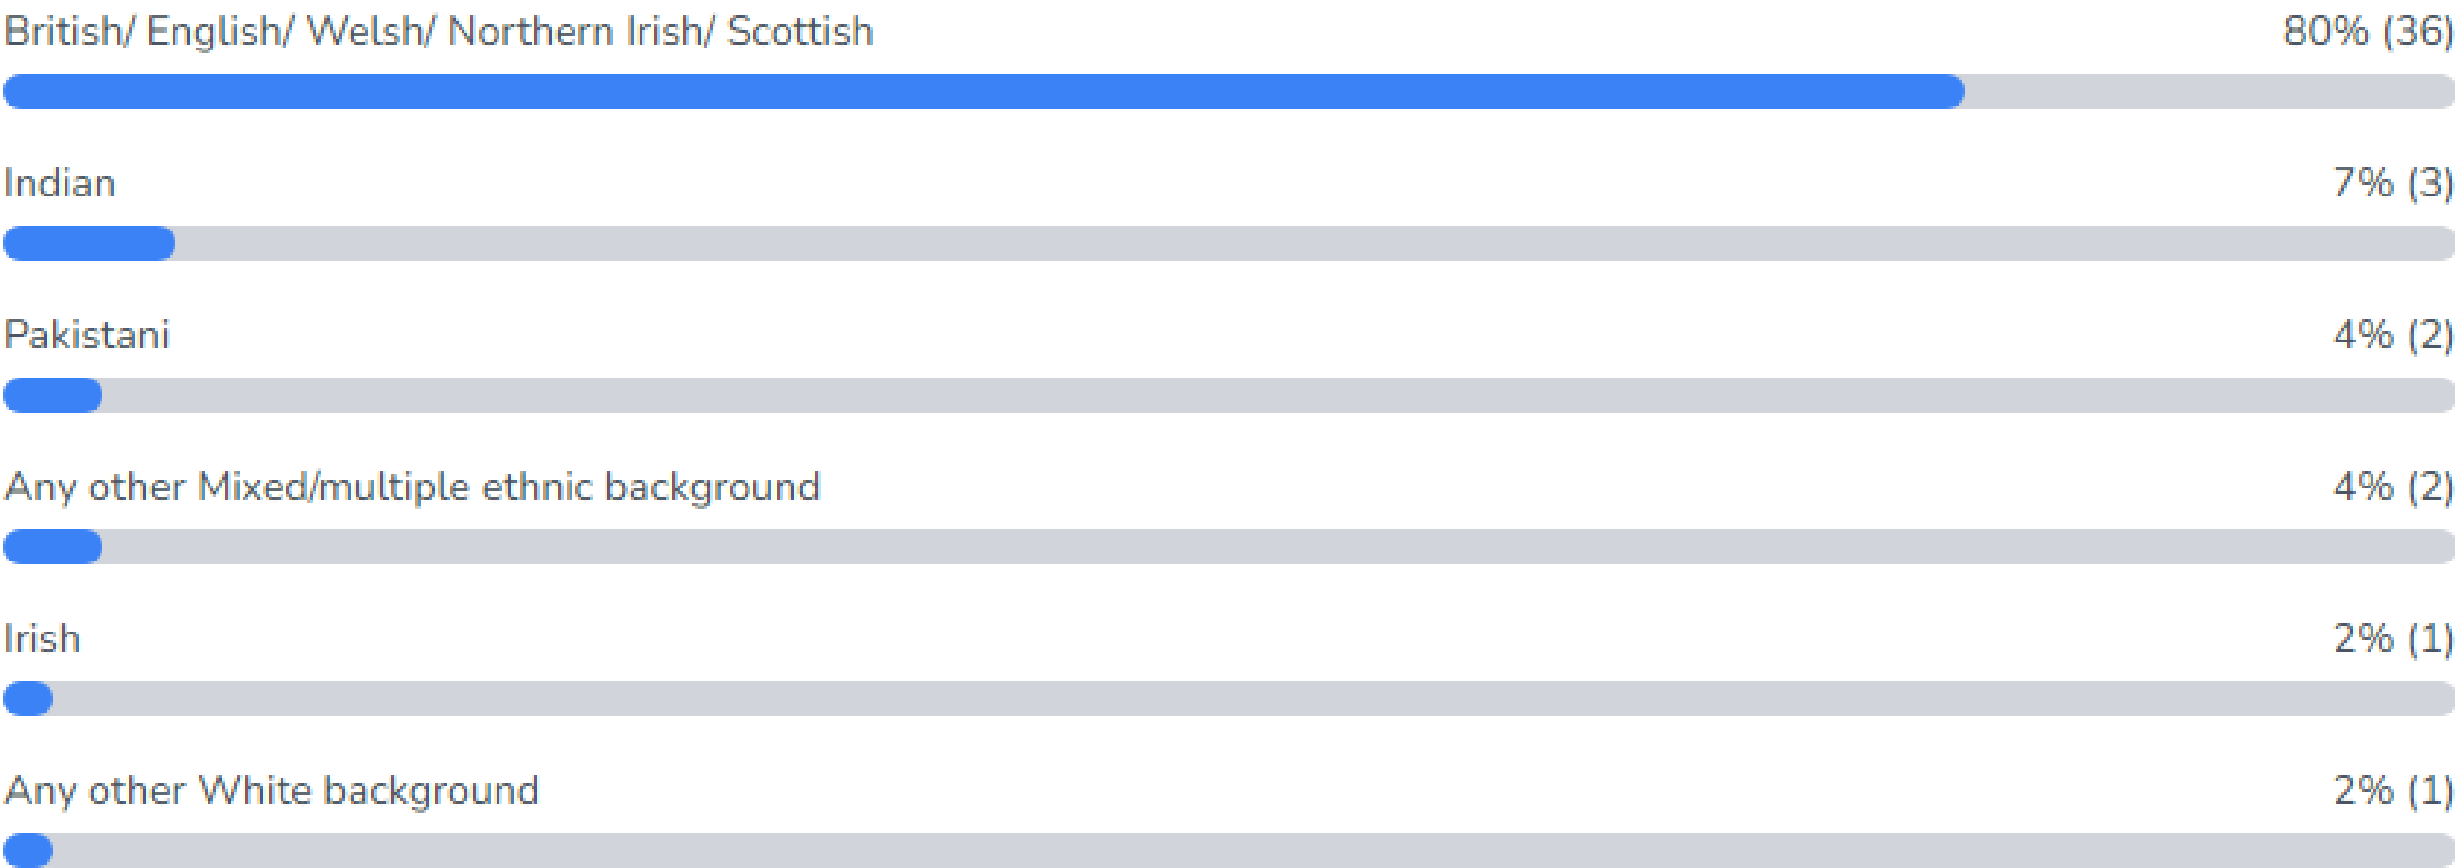 British/ English/ Welsh/ Northern Irish/ Scottish 80% (36)
Indian 7% (3)
Pakistani 4% (2)
Any other Mixed/multiple ethnic background 4% (2)
Irish 2% (1)
Any other White background 2% (1)